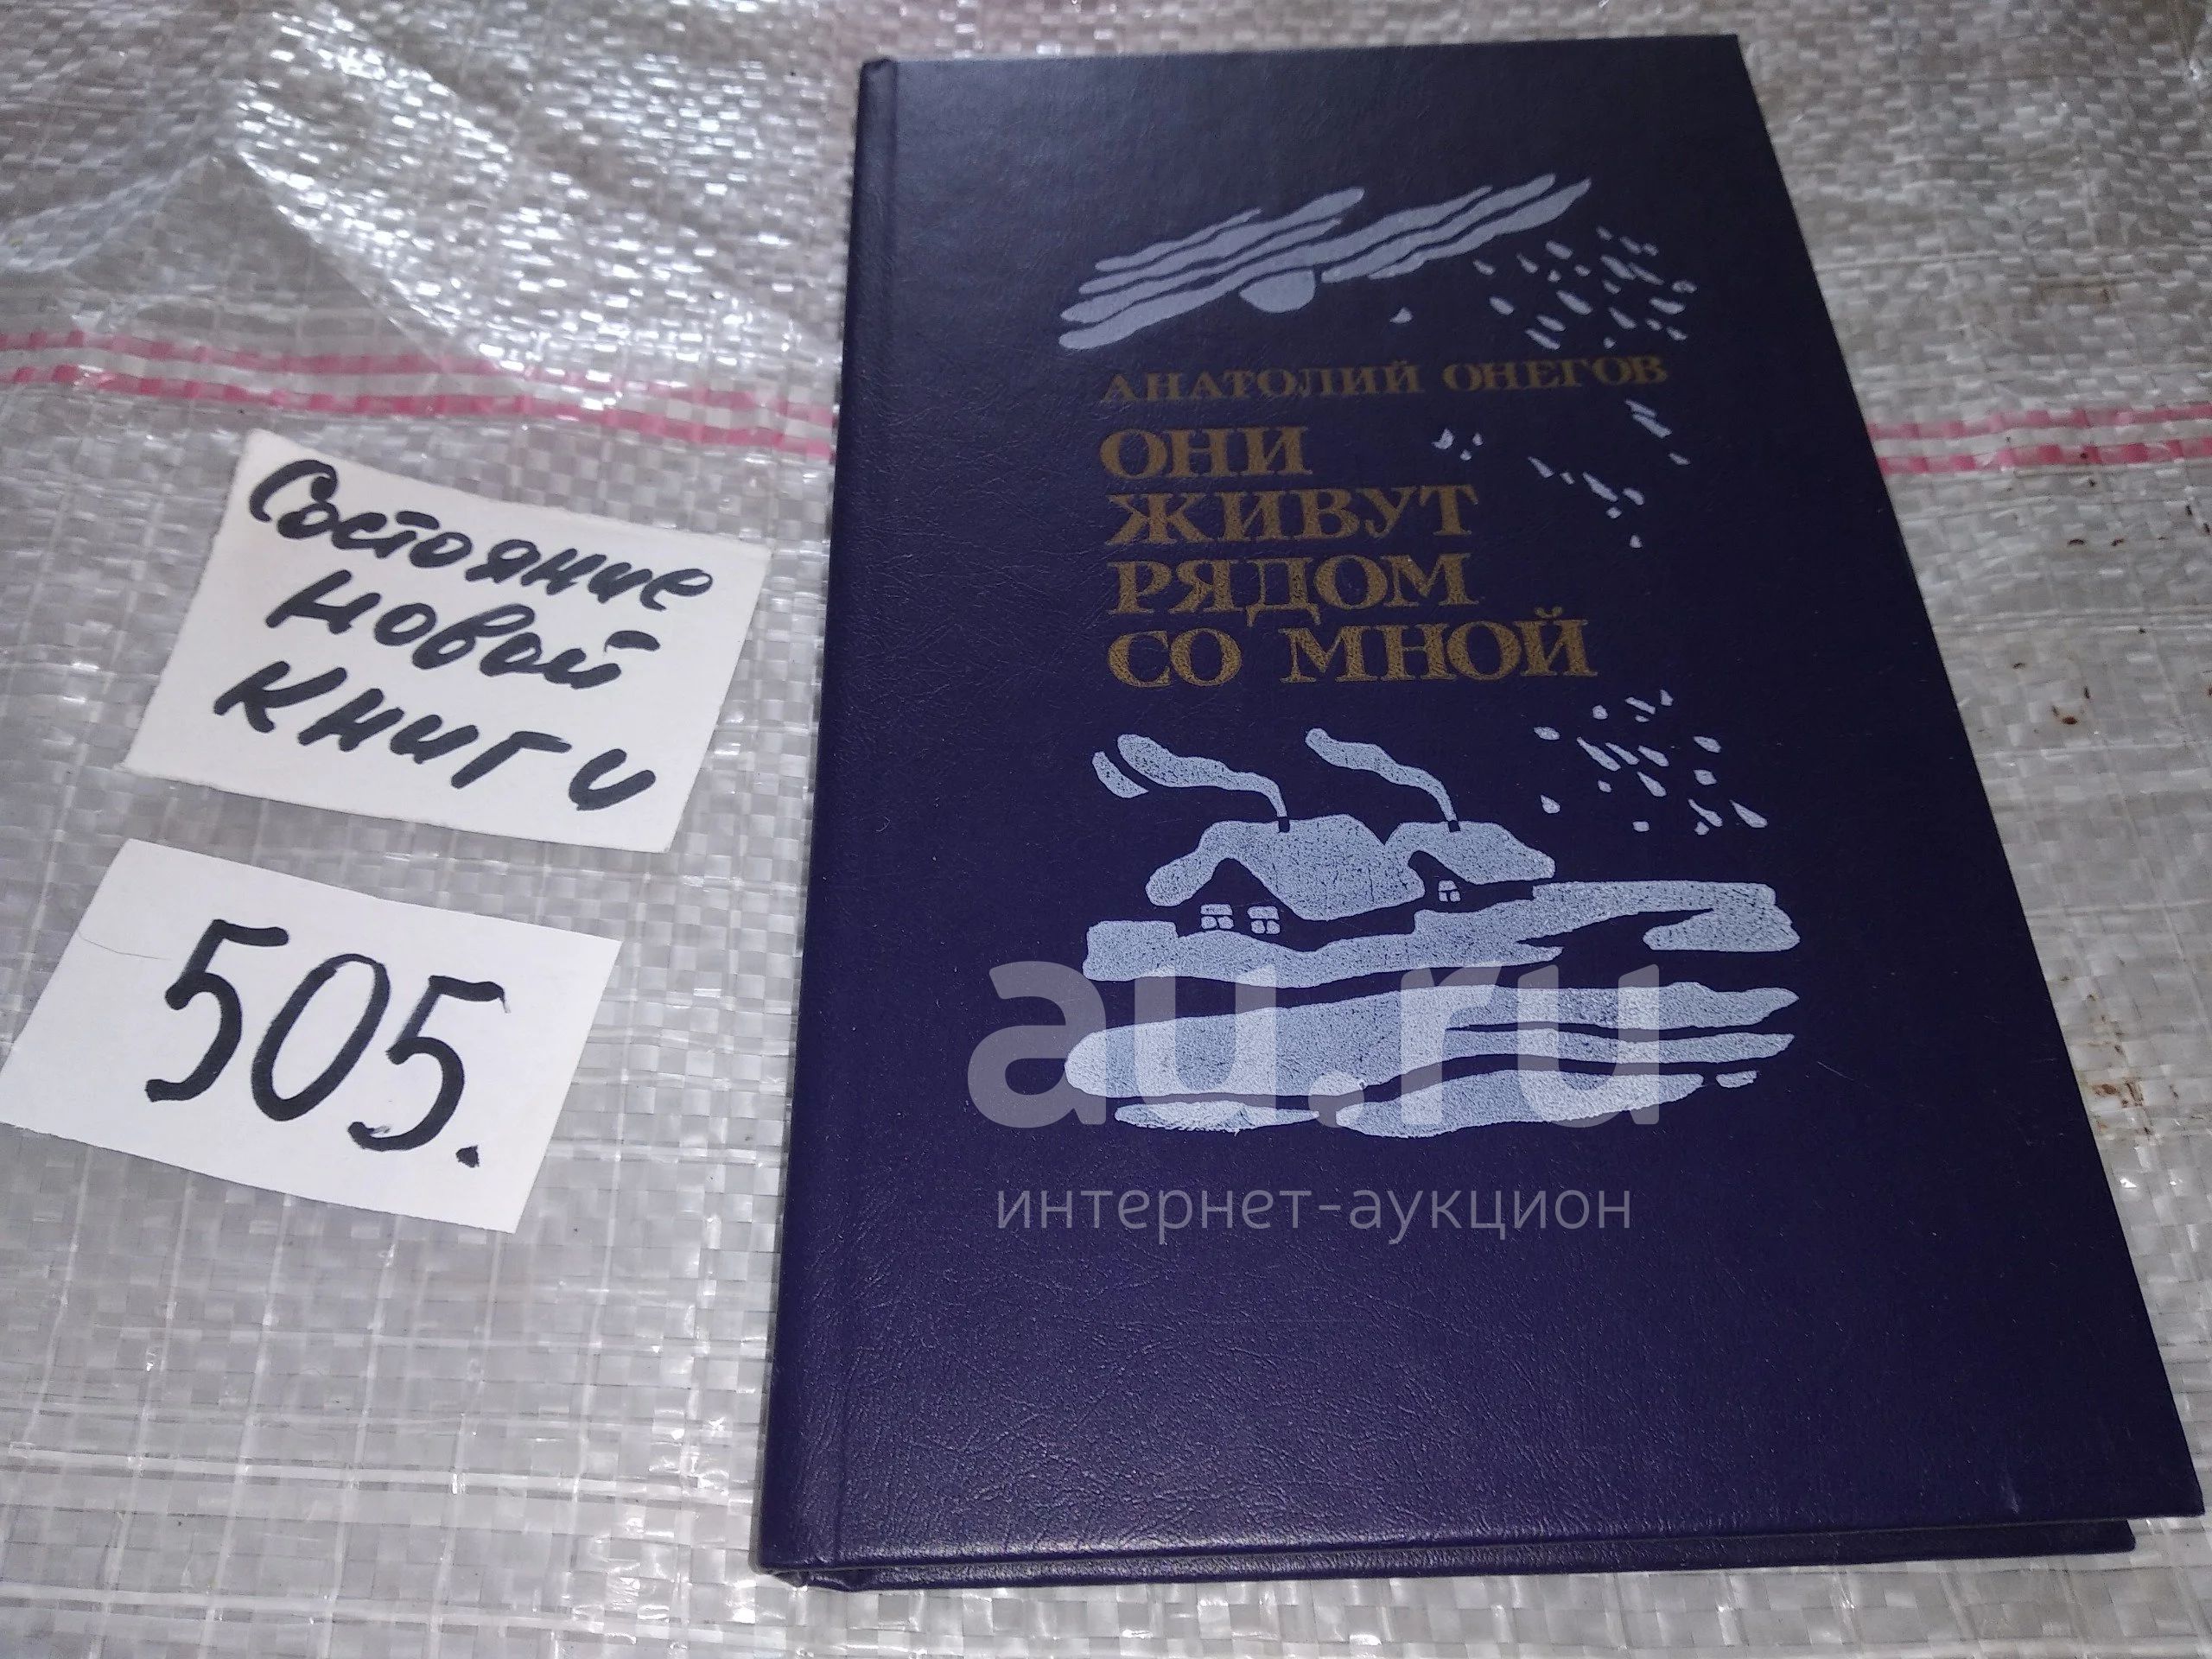 Состояние
новой
книги
505.
АНАТОЛИЙ ОНЕГОВ
ОНИ
ЖИВУТ
РЯДОМ
СО МНОЙ
au.ru
интернет-аукцион